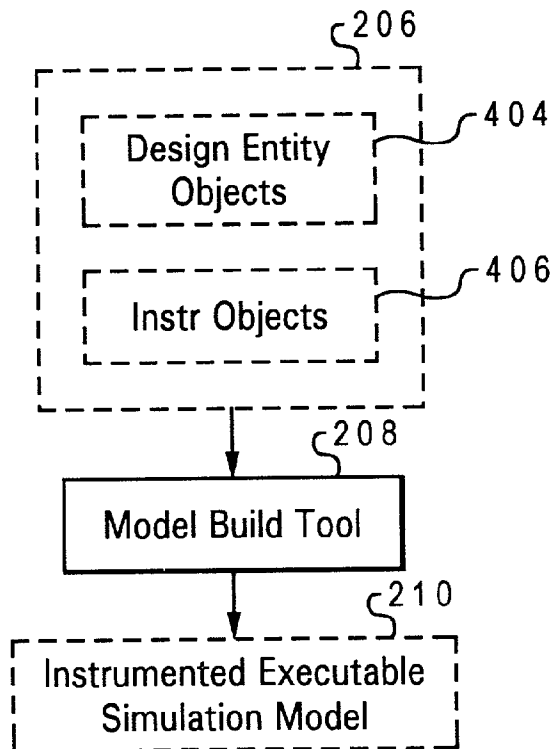 206
404
Design Entity
Objects
406
Instr Objects
208
Model Build Tool
210
Instrumented Executable
Simulation Model